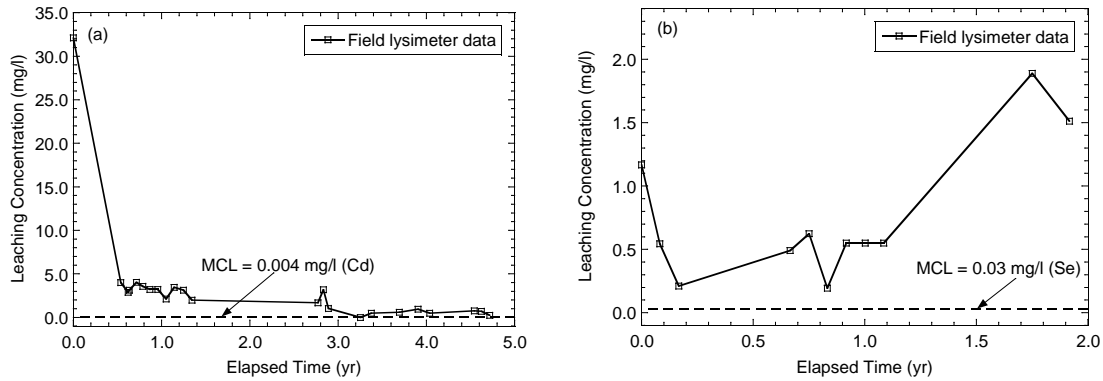 (a)
Field lysimeter data
Leaching Concentration (mg/l)
35.0
30.0
25.0
20.0
15.0
10.0
5.0
0.0
MCL = 0.004 mg/l (Cd)
0.0 1.0 2.0 3.0 4.0 5.0
Elapsed Time (yr)
(b)
Field lysimeter data
Leaching Concentration (mg/l)
2.0
1.5
1.0
0.5
0.0
MCL = 0.03 mg/l (Se)
0.0 0.5 1.0 1.5 2.0
Elapsed Time (yr)